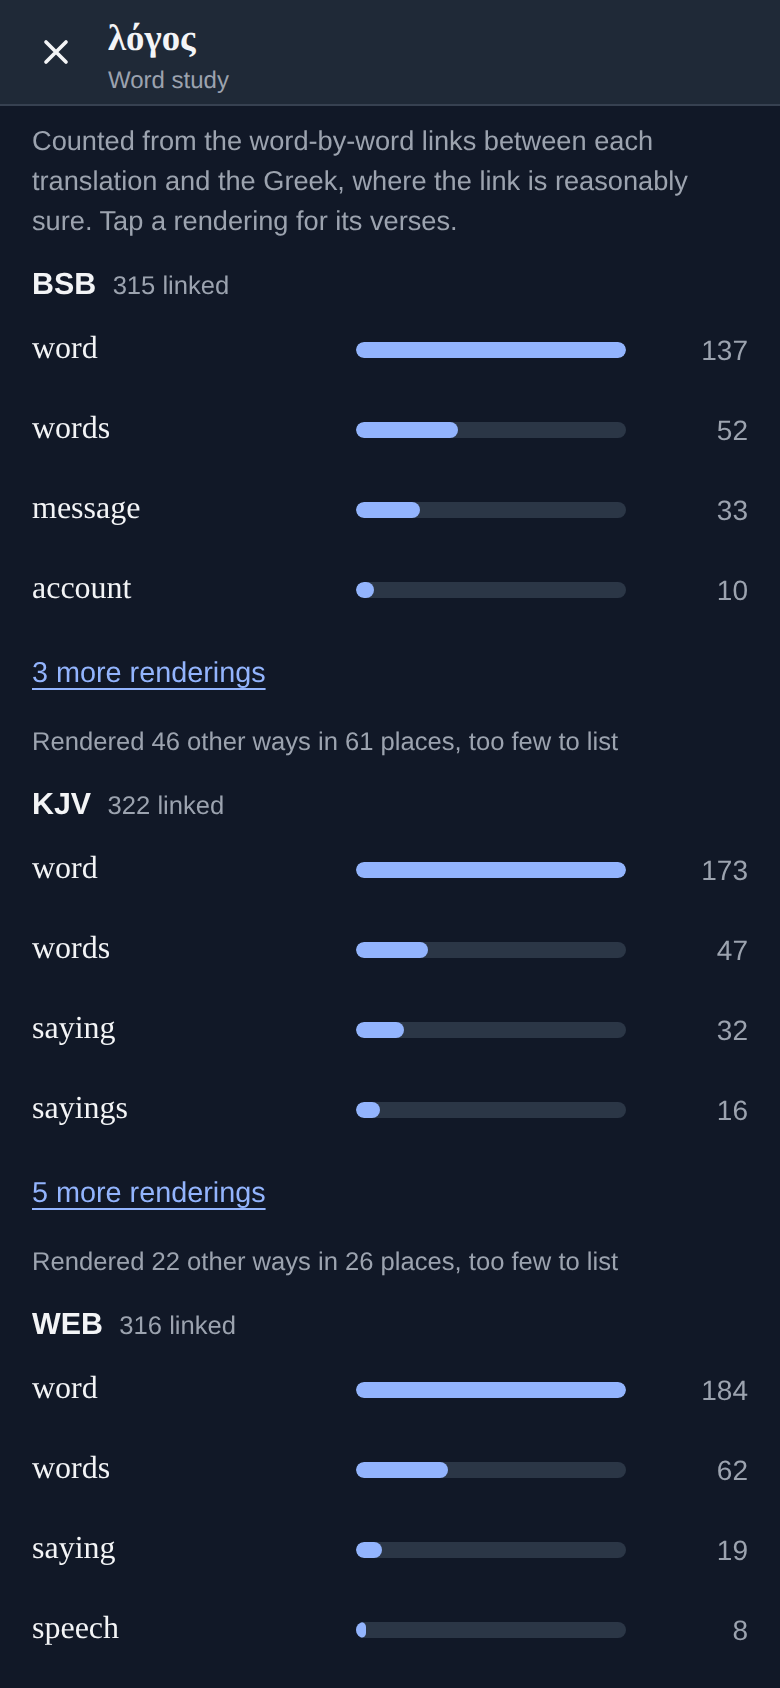 λόγος
Word study
Counted from the word-by-word links between each
translation and the Greek, where the link is reasonably
sure. Tap a rendering for its verses.
BSB 315 linked
word 137
words 52
message 33
account 10
3 more renderings
Rendered 46 other ways in 61 places, too few to list
KJV 322 linked
word 173
words 47
saying 32
sayings 16
5 more renderings
Rendered 22 other ways in 26 places, too few to list
WEB 316 linked
word 184
words 62
saying 19
speech 8